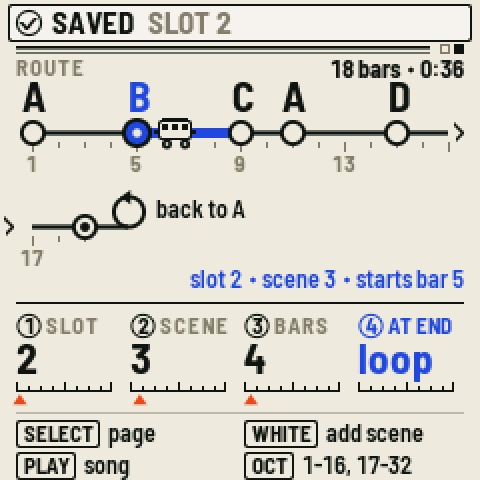 SAVED SLOT 2
ROUTE 18 bars • 0:36
A B C A D
1 5 9 13
back to A
17
slot 2 • scene 3 • starts bar 5
1 SLOT 2 SCENE 3 BARS 4 AT END
2 3 4 loop
SELECT page WHITE add scene
PLAY song OCT 1-16, 17-32